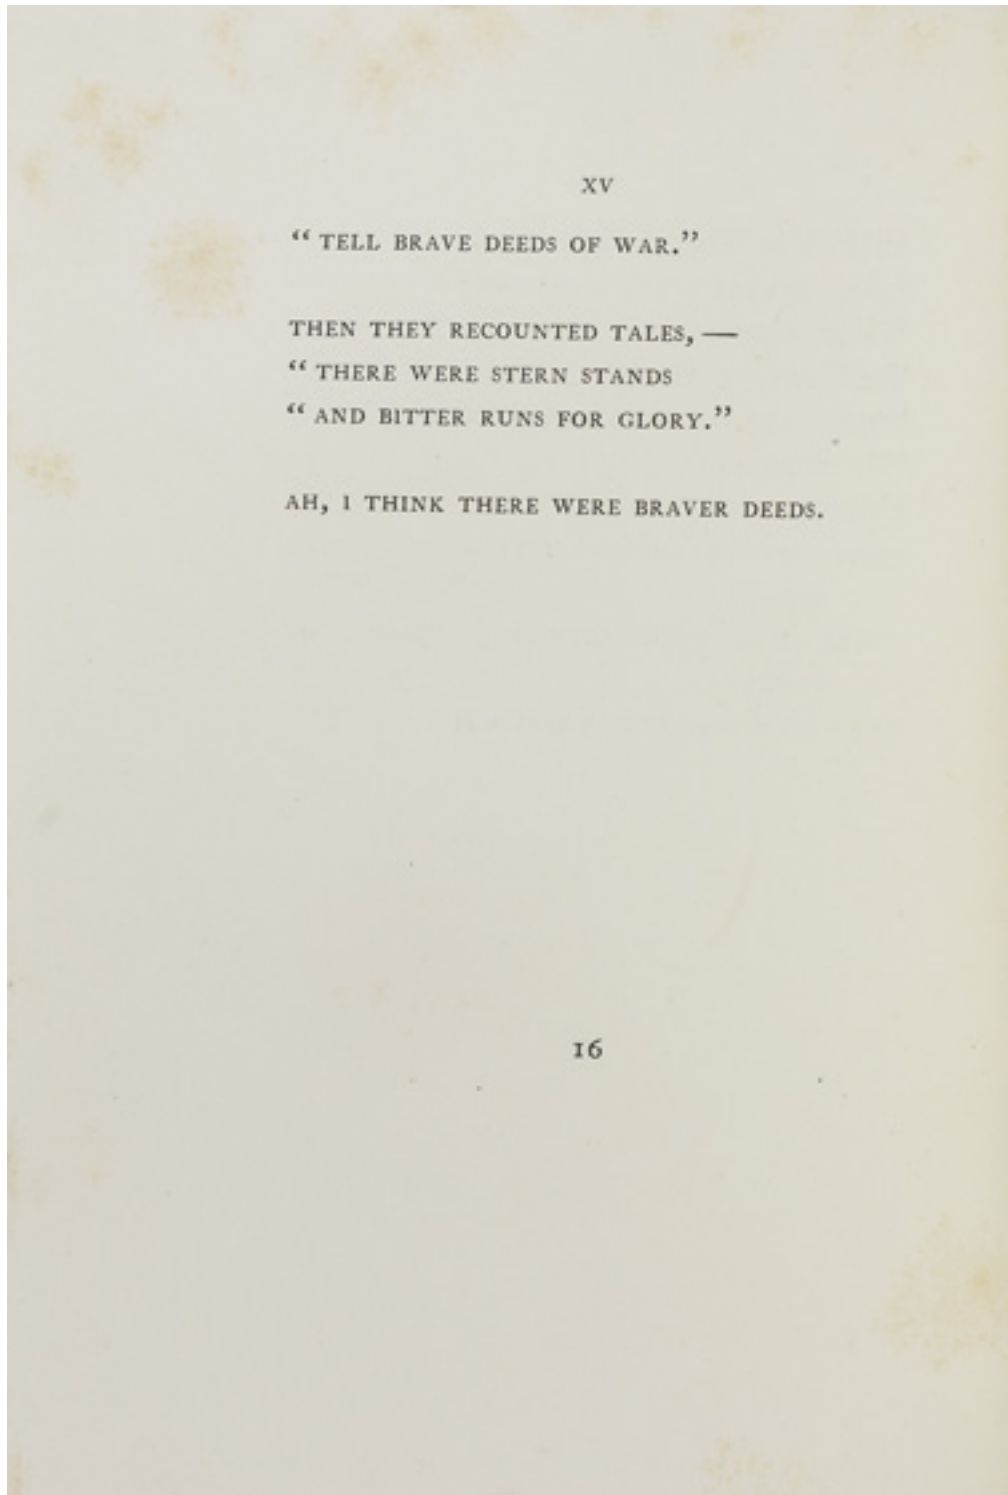 XV
“ TELL BRAVE DEEDS OF WAR.”
THEN THEY RECOUNTED TALES, —
“ THERE WERE STERN STANDS
“ AND BITTER RUNS FOR GLORY.”
AH, I THINK THERE WERE BRAVER DEEDS.
16